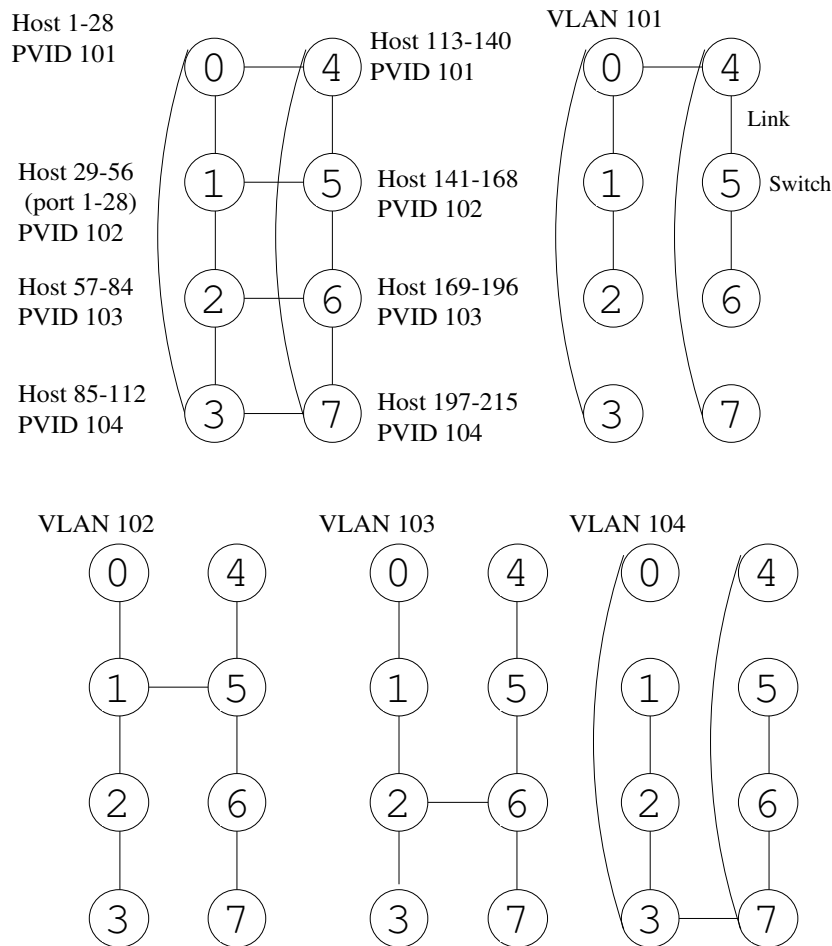 Host 1-28
PVID 101
0
4
Host 113-140
PVID 101
Host 29-56
(port 1-28)
PVID 102
1
5
Host 141-168
PVID 102
Host 57-84
PVID 103
2
6
Host 169-196
PVID 103
Host 85-112
PVID 104
3
7
Host 197-215
PVID 104
VLAN 101
0
4
Link
1
5
Switch
2
6
3
7
VLAN 102
0
4
1
5
2
6
3
7
VLAN 103
0
4
1
5
2
6
3
7
VLAN 104
0
4
1
5
2
6
3
7